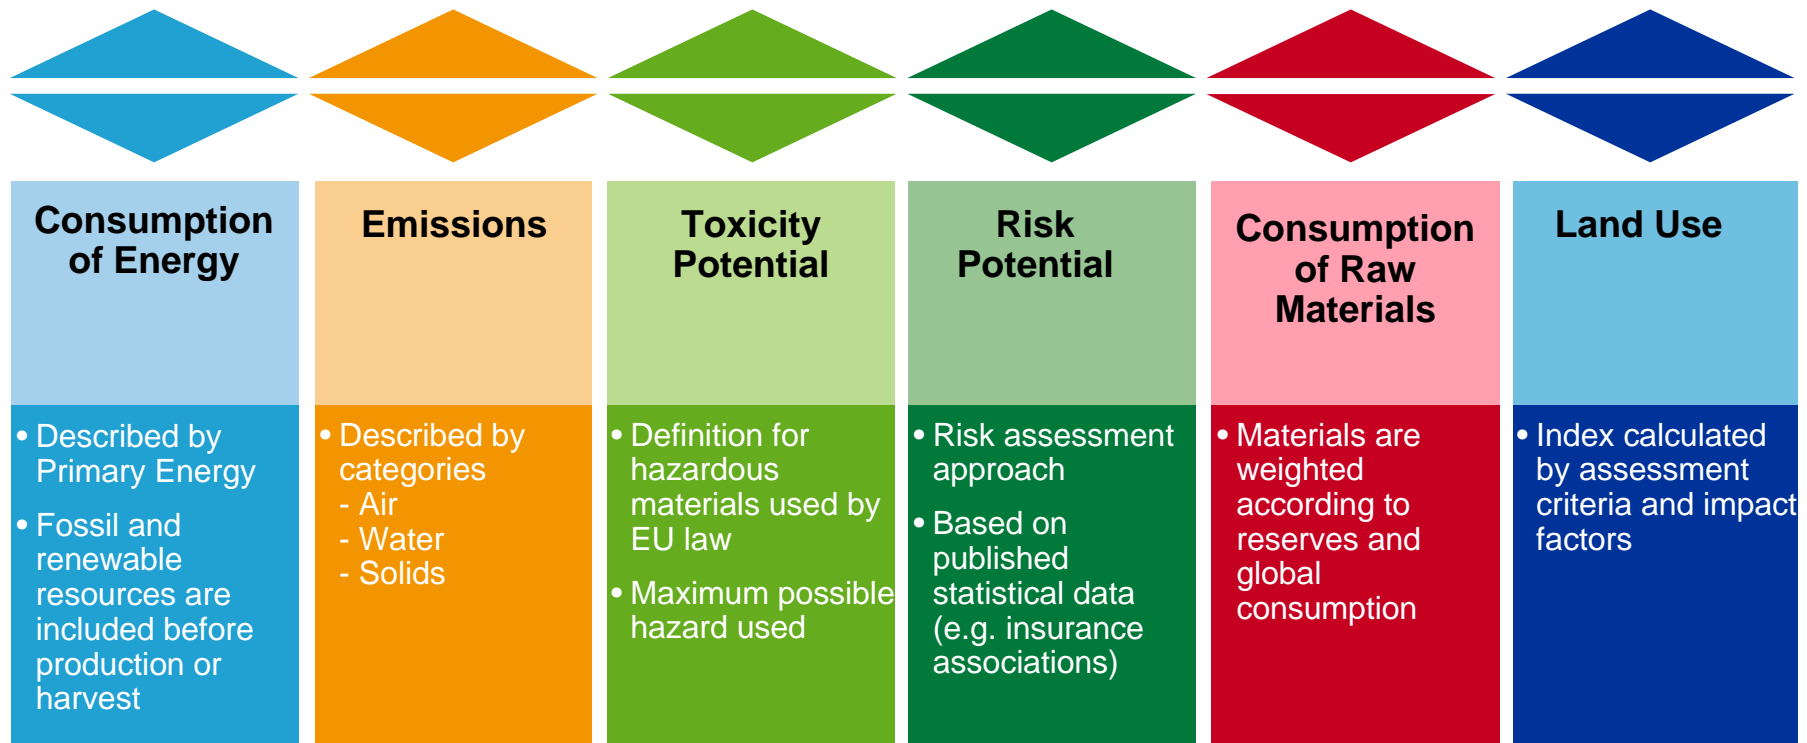 Consumption
of Energy
• Described by
Primary Energy
• Fossil and
renewable
resources are
included before
production or
harvest
Emissions
• Described by
categories
- Air
- Water
- Solids
Toxicity
Potential
• Definition for
hazardous
materials used by
EU law
• Maximum possible
hazard used
Risk
Potential
• Risk assessment
approach
• Based on
published
statistical data
(e.g. insurance
associations)
Consumption
of Raw
Materials
• Materials are
weighted
according to
reserves and
global
consumption
Land Use
• Index calculated
by assessment
criteria and impact
factors